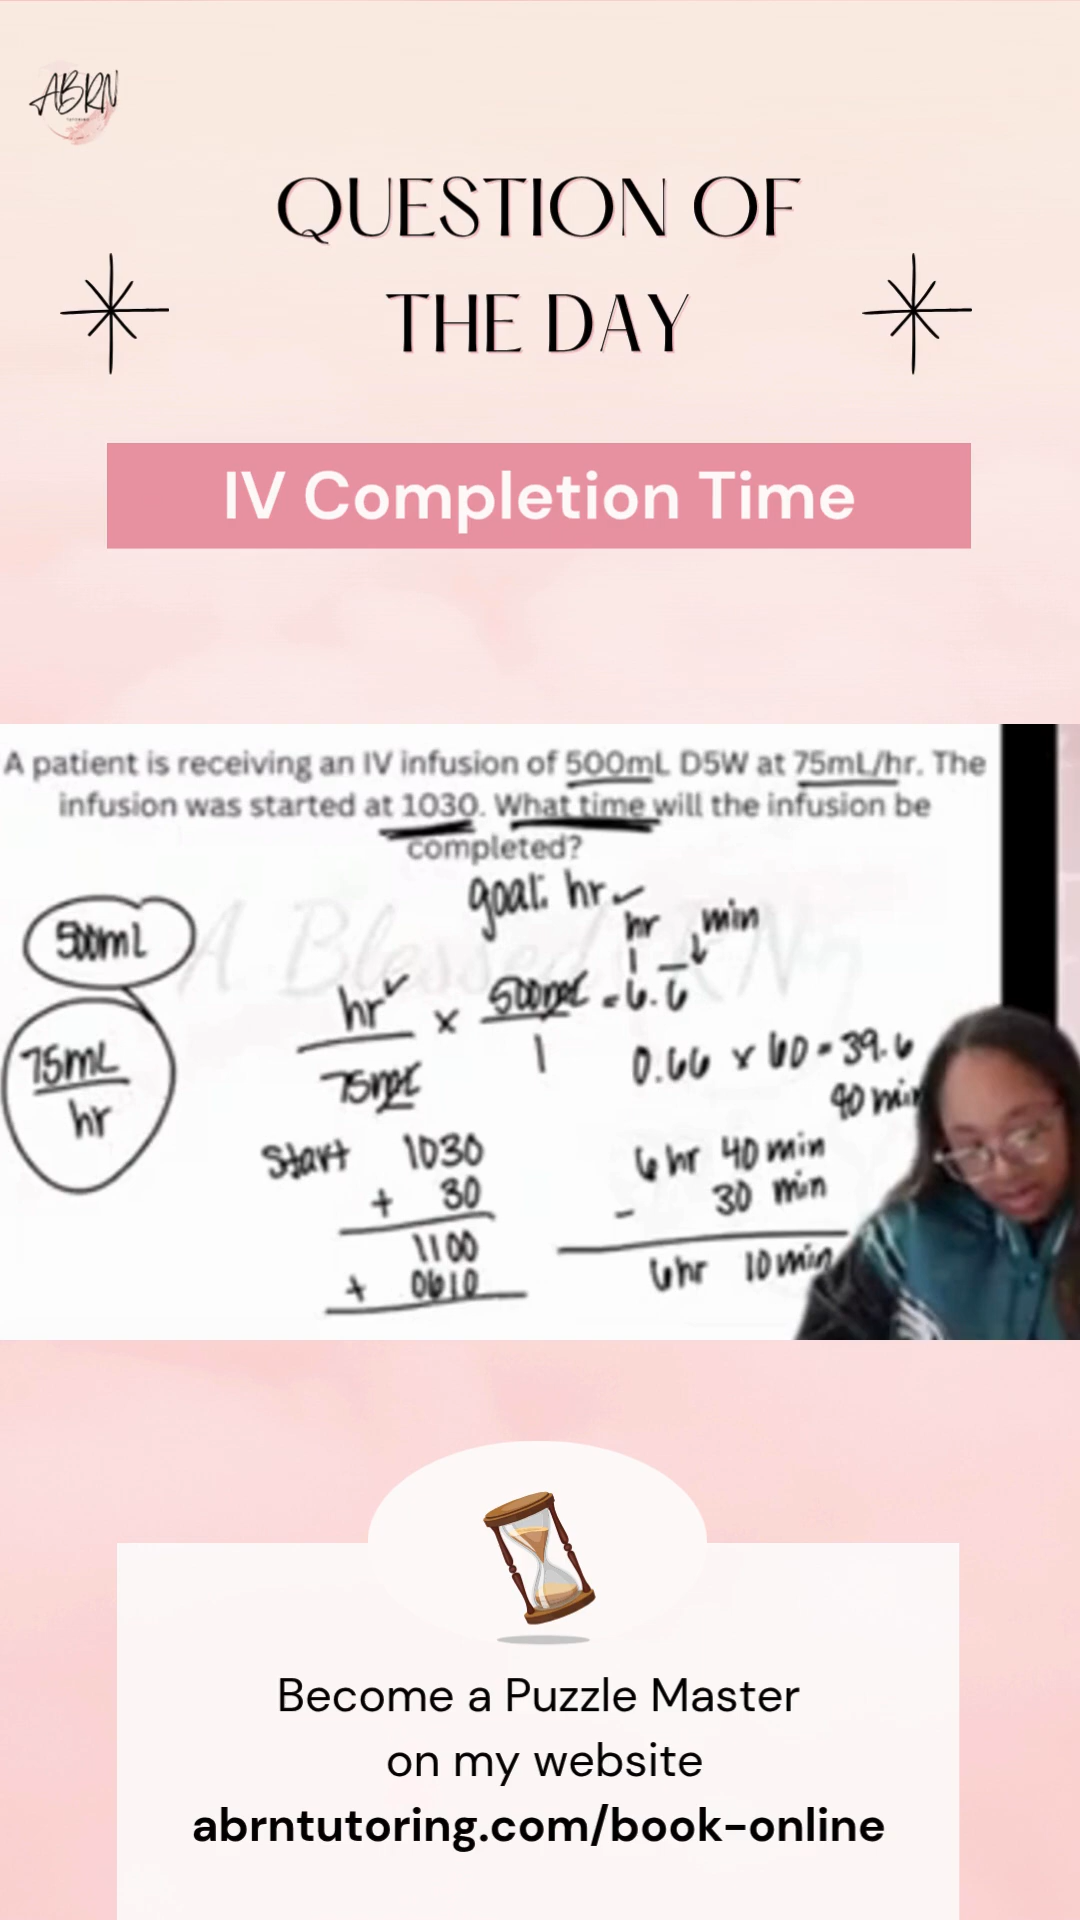 ABRN
TUTORING
QUESTION OF
THE DAY
IV Completion Time
A patient is receiving an IV infusion of 500mL D5W at 75mL/hr. The
infusion was started at 1030. What time will the infusion be
completed?
goal: hr ✓
hr min
500ml
A Blessed RN
hr ✓ x 500mL = 6.6
75mL 1
75mL
hr
0.66 x 60 = 39.6
40 min
Start 1030
+ 30
1100
+ 0610
6 hr 40 min
- 30 min
6hr 10 min
Become a Puzzle Master
on my website
abrntutoring.com/book-online